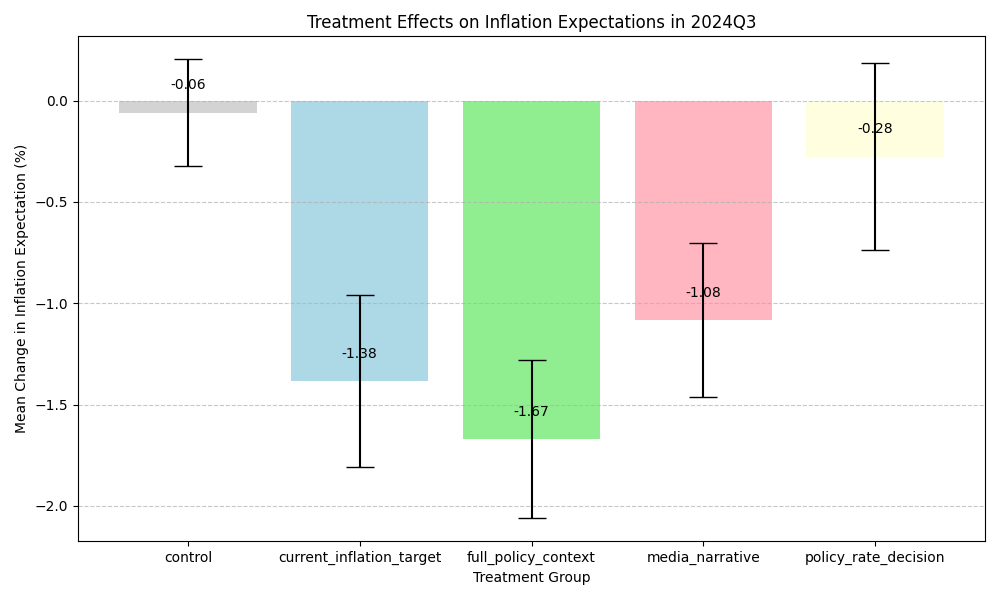 Treatment Effects on Inflation Expectations in 2024Q3
Mean Change in Inflation Expectation (%)
0.0
−0.5
−1.0
−1.5
−2.0
-0.06
-1.38
-1.67
-1.08
-0.28
control
current_inflation_target
full_policy_context
media_narrative
policy_rate_decision
Treatment Group